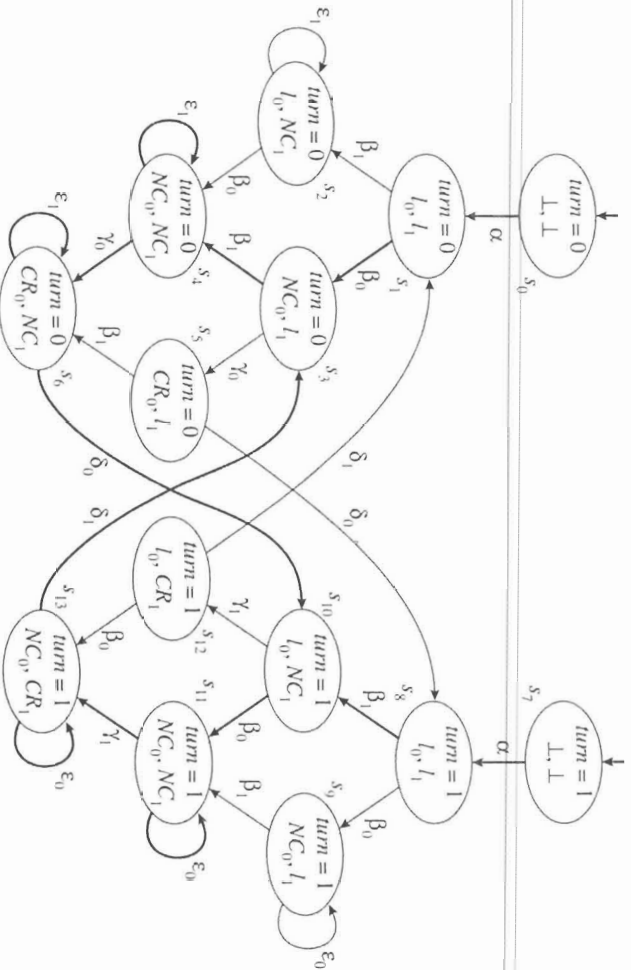 turn = 0
⊥, ⊥
s₀
turn = 1
⊥, ⊥
s₇
α
α
turn = 0
l₀, l₁
s₁
turn = 1
l₀, l₁
s₈
β₁
β₀
β₁
β₀
δ₁
δ₀
ε₁
turn = 0
l₀, NC₁
s₂
turn = 0
NC₀, l₁
s₃
s₁₀
turn = 1
l₀, NC₁
s₉
turn = 1
NC₀, l₁
ε₀
β₀
β₁
γ₀
γ₁
β₀
β₁
ε₁
turn = 0
NC₀, NC₁
s₄
s₅
turn = 0
CR₀, l₁
turn = 1
l₀, CR₁
s₁₂
s₁₁
turn = 1
NC₀, NC₁
ε₀
γ₀
β₁
δ₀
δ₁
β₀
γ₁
ε₁
turn = 0
CR₀, NC₁
s₆
s₁₃
turn = 1
NC₀, CR₁
ε₀